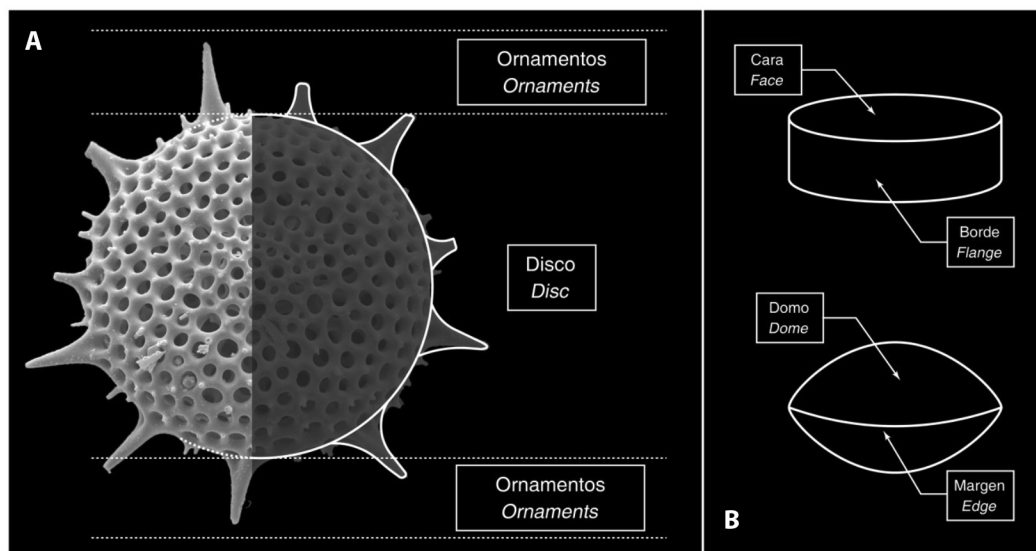 A
Ornamentos
Ornaments
Disco
Disc
Ornamentos
Ornaments
Cara
Face
Borde
Flange
Domo
Dome
Margen
Edge
B